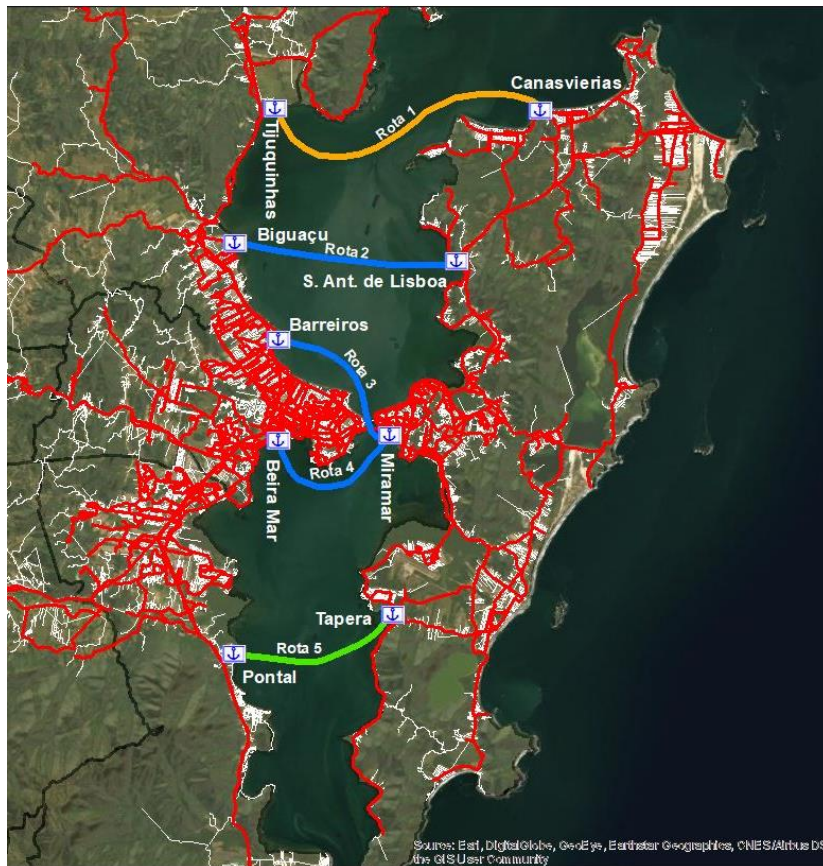 Canasvierias
Rota 1
Tijuquinhas
Biguaçu
Rota 2
S. Ant. de Lisboa
Barreiros
Rota 3
Rota 4
Beira Mar
Miramar
Tapera
Rota 5
Pontal
Source: Esri, DigitalGlobe, GeoEye, Earthstar Geographics, CNES/Airbus DS
the GIS User Community